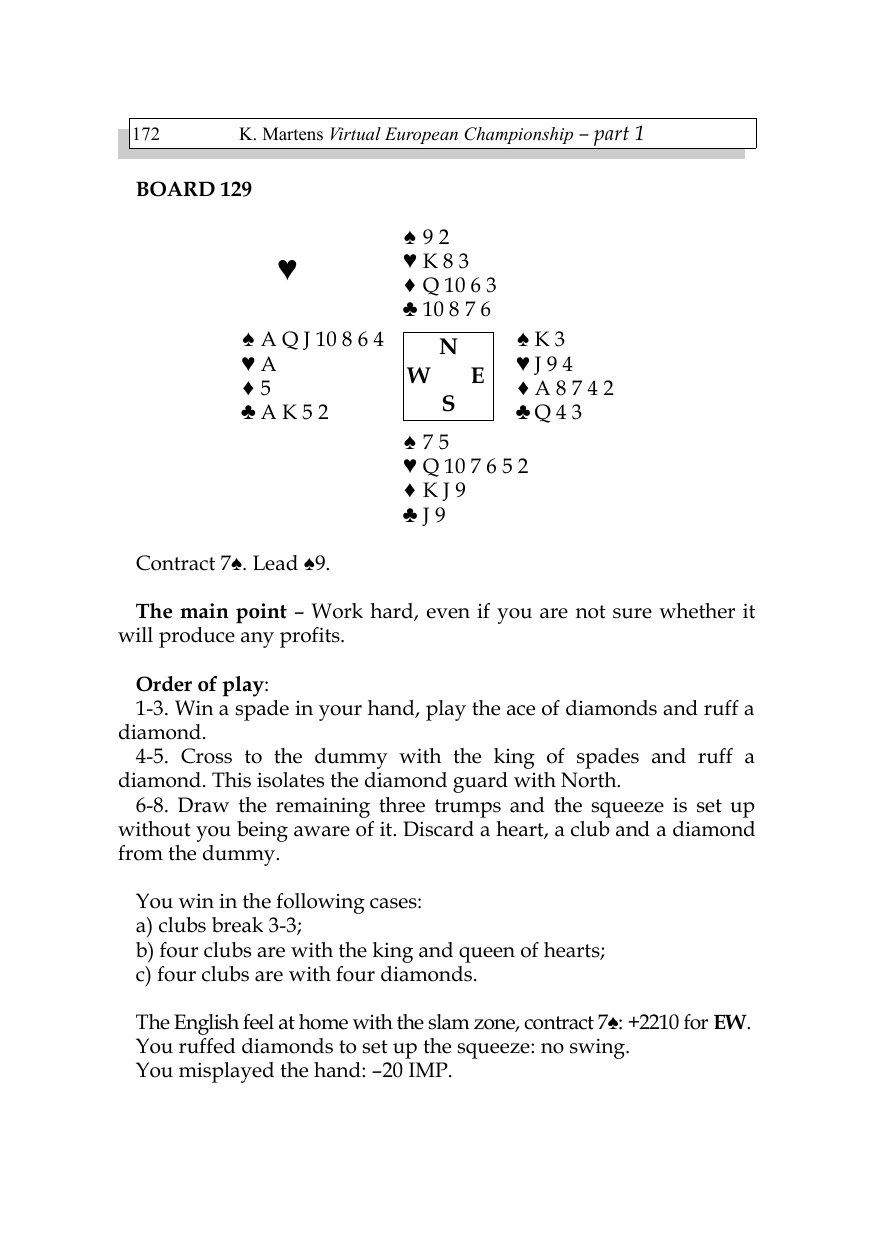 172 K. Martens Virtual European Championship – part 1
BOARD 129
♥
♠ 9 2
♥ K 8 3
♦ Q 10 6 3
♣ 10 8 7 6
♠ A Q J 10 8 6 4
♥ A
♦ 5
♣ A K 5 2
N
W E
S
♠ K 3
♥ J 9 4
♦ A 8 7 4 2
♣ Q 4 3
♠ 7 5
♥ Q 10 7 6 5 2
♦ K J 9
♣ J 9
Contract 7♠. Lead ♠9.
The main point – Work hard, even if you are not sure whether it
will produce any profits.
Order of play:
1-3. Win a spade in your hand, play the ace of diamonds and ruff a
diamond.
4-5. Cross to the dummy with the king of spades and ruff a
diamond. This isolates the diamond guard with North.
6-8. Draw the remaining three trumps and the squeeze is set up
without you being aware of it. Discard a heart, a club and a diamond
from the dummy.
You win in the following cases:
a) clubs break 3-3;
b) four clubs are with the king and queen of hearts;
c) four clubs are with four diamonds.
The English feel at home with the slam zone, contract 7♠: +2210 for EW.
You ruffed diamonds to set up the squeeze: no swing.
You misplayed the hand: –20 IMP.